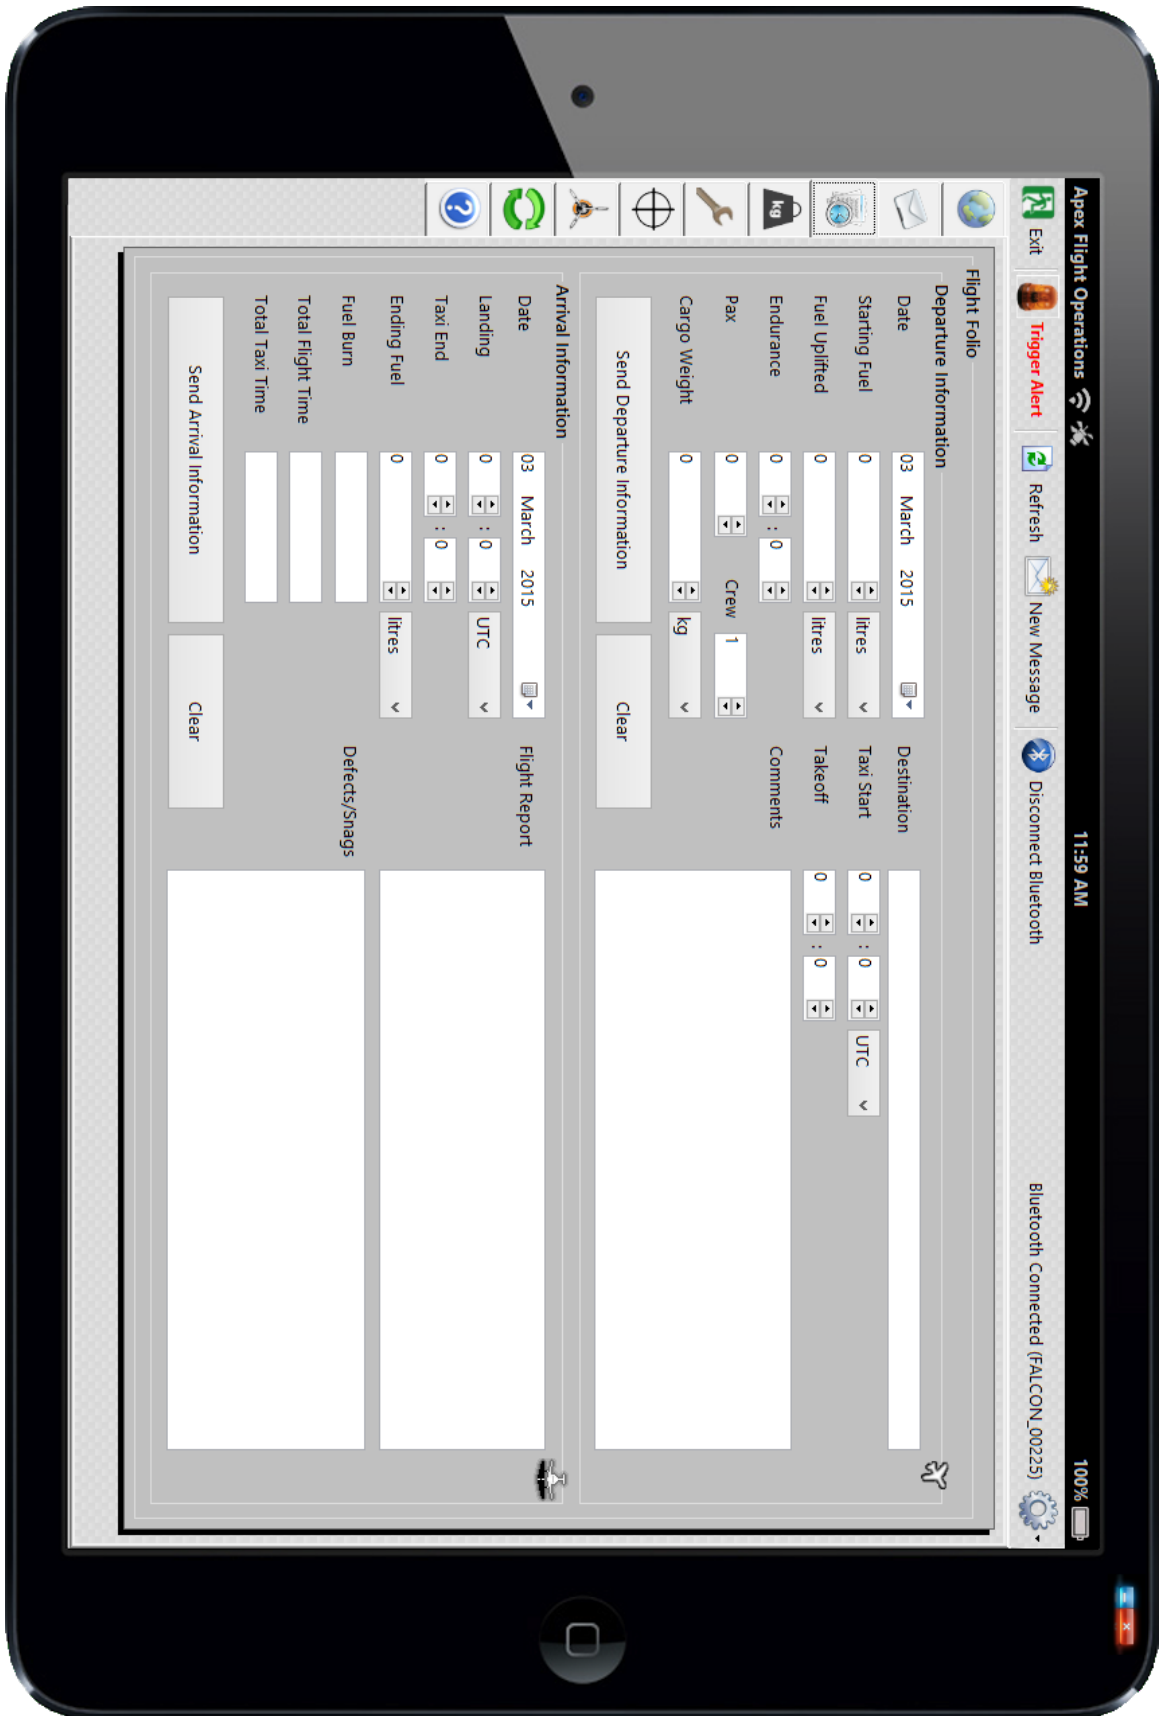 Apex Flight Operations 11:59 AM 100%
Exit Trigger Alert Refresh New Message Disconnect Bluetooth Bluetooth Connected (FALCON_00225)
kg
Flight Folio
Departure Information
Date 03 March 2015 Destination
Starting Fuel 0 litres Taxi Start 0 : 0 UTC
Fuel Uplifted 0 litres Takeoff 0 : 0
Endurance 0 : 0 Comments
Pax 0 Crew 1
Cargo Weight 0 kg
Send Departure Information Clear
Arrival Information
Date 03 March 2015 Flight Report
Landing 0 : 0 UTC
Taxi End 0 : 0
Ending Fuel 0 litres
Fuel Burn Defects/Snags
Total Flight Time
Total Taxi Time
Send Arrival Information Clear